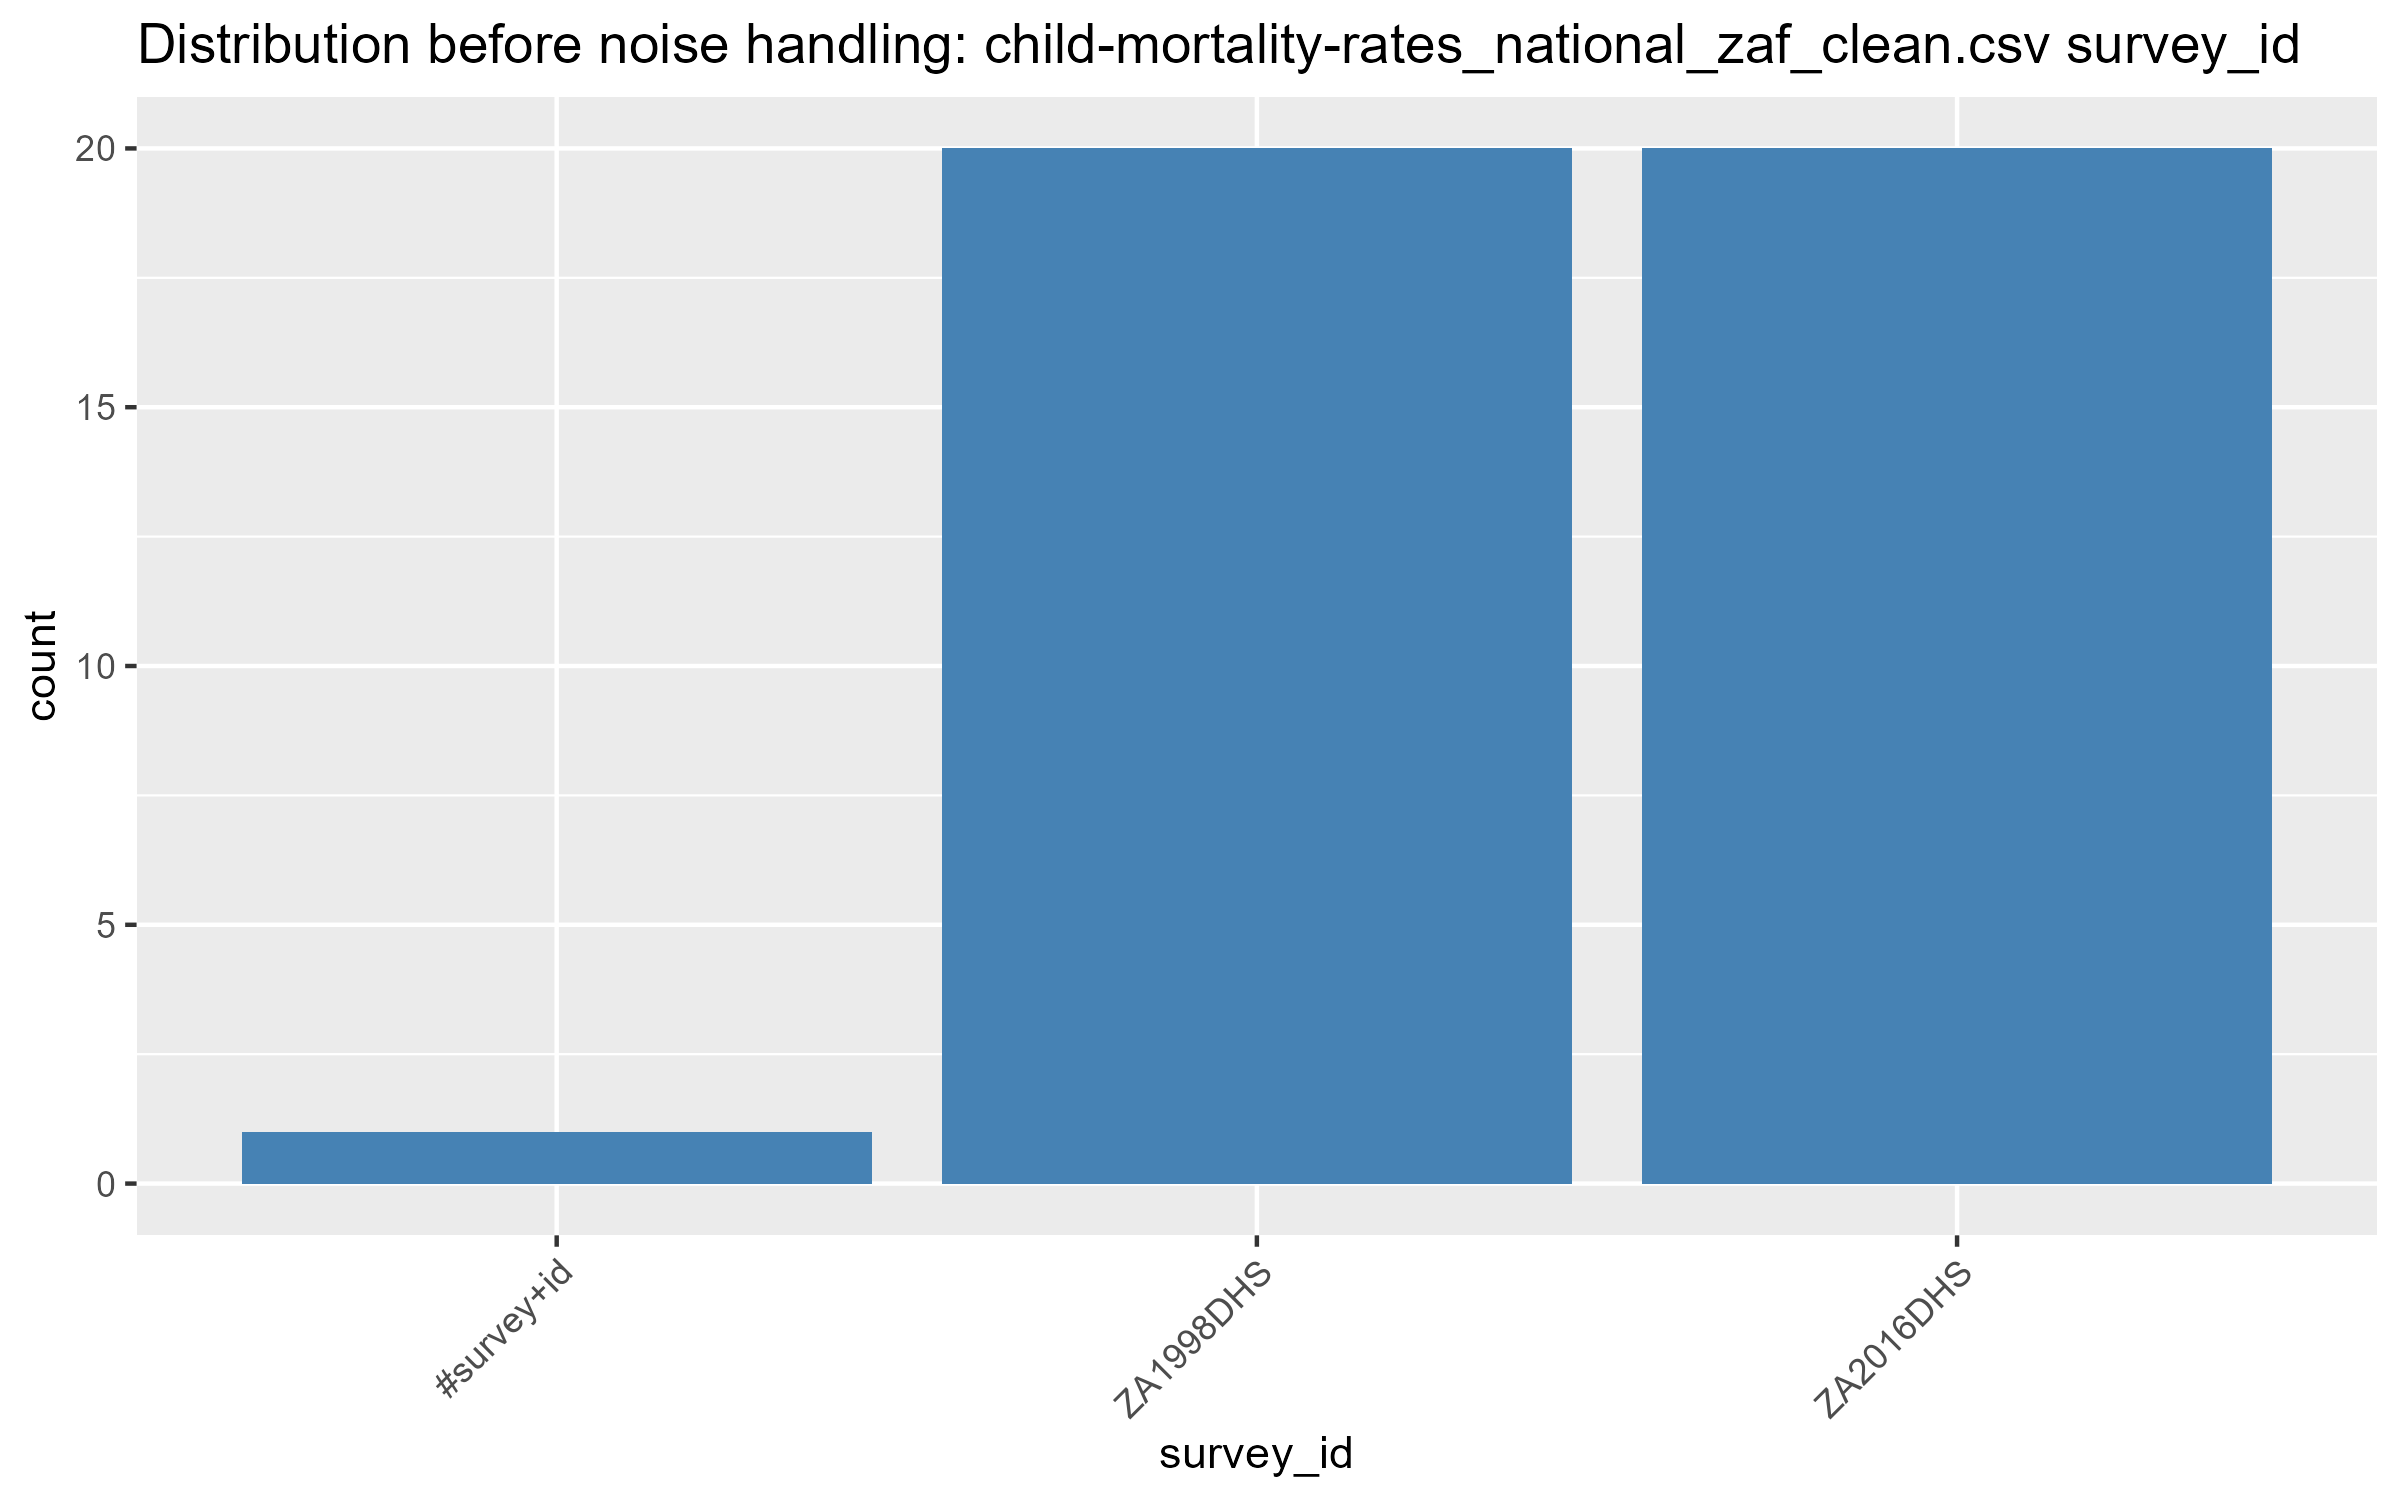 Distribution before noise handling: child-mortality-rates_national_zaf_clean.csv survey_id
20
15
10
5
0
count
#survey+id
ZA1998DHS
ZA2016DHS
survey_id